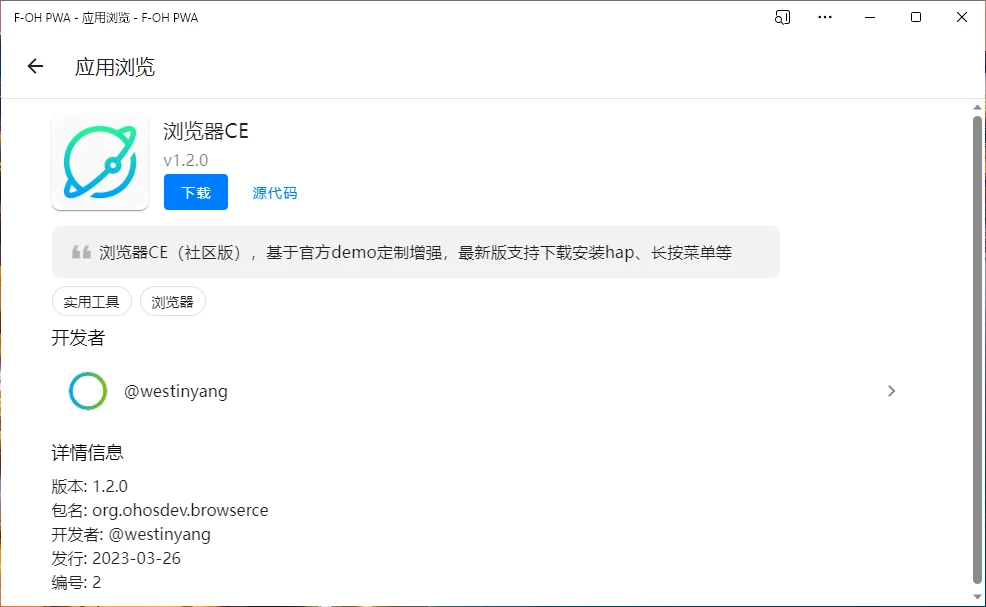 F-OH PWA - 应用浏览 - F-OH PWA
应用浏览
浏览器CE
v1.2.0
下载 源代码
浏览器CE（社区版），基于官方demo定制增强，最新版支持下载安装hap、长按菜单等
实用工具 浏览器
开发者
@westinyang
详情信息
版本: 1.2.0
包名: org.ohosdev.browserce
开发者: @westinyang
发行: 2023-03-26
编号: 2